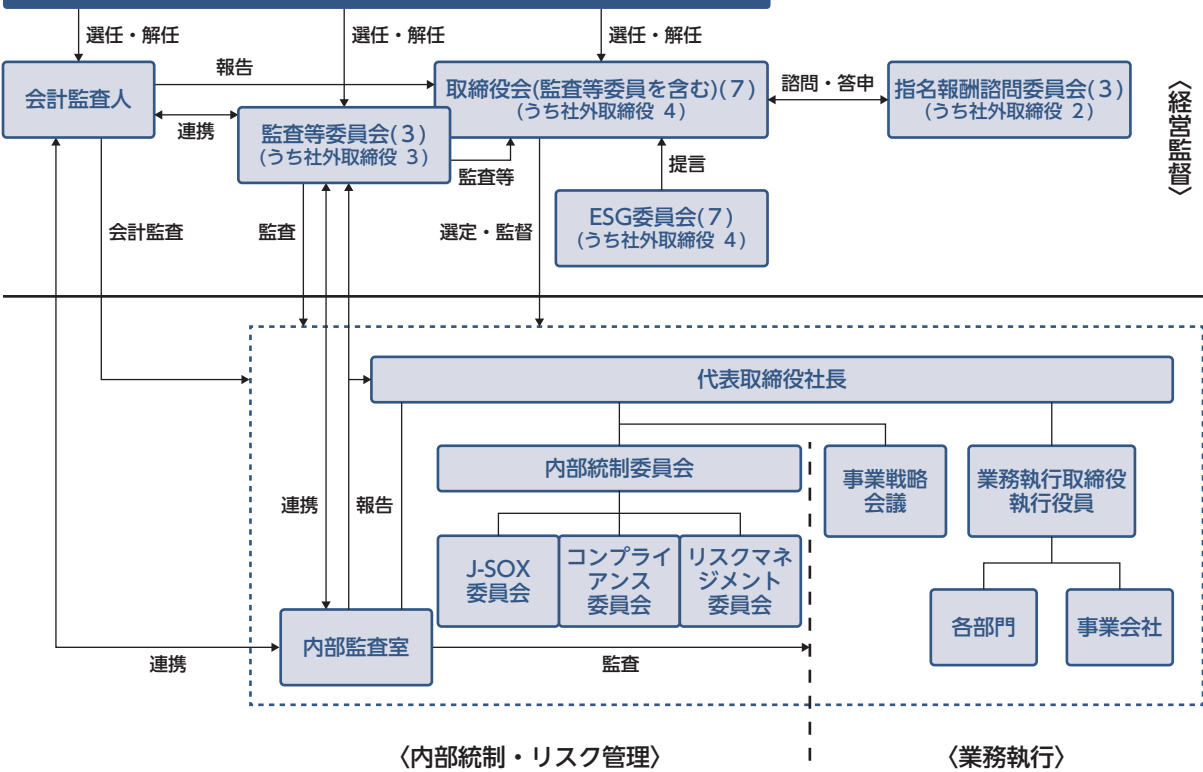 選任・解任
選任・解任
選任・解任
会計監査人
報告
取締役会(監査等委員を含む)(7)
(うち社外取締役 4)
諮問・答申
指名報酬諮問委員会(3)
(うち社外取締役 2)
〈経営監督〉
連携
監査等委員会(3)
(うち社外取締役 3)
監査等
提言
会計監査
監査
選定・監督
ESG委員会(7)
(うち社外取締役 4)
代表取締役社長
内部統制委員会
事業戦略
会議
業務執行取締役
執行役員
連携
報告
J-SOX
委員会
コンプライ
アンス
委員会
リスクマネ
ジメント
委員会
各部門
事業会社
内部監査室
連携
監査
〈内部統制・リスク管理〉
〈業務執行〉